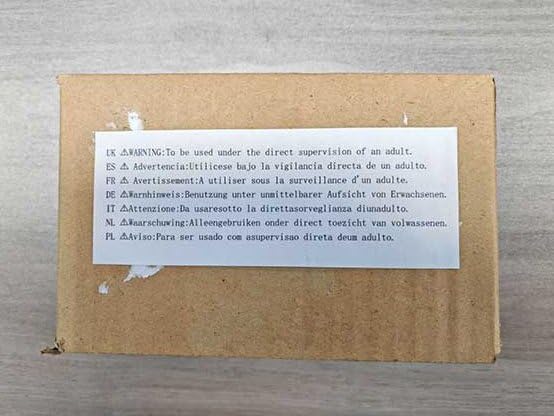 UK ⚠WARNING:To be used under the direct supervision of an adult.
ES ⚠ Advertencia:Utilicese bajo la vigilancia directa de un adulto.
FR ⚠ Avertissement:A utiliser sous la surveillance d'un adulte.
DE ⚠Warnhinweis:Benutzung unter unmittelbarer Aufsicht von Erwachsenen.
IT ⚠Attenzione:Da usaresotto la direttasorveglianza diunadulto.
NL ⚠Waarschuwing:Alleengebruiken onder direct toezicht van volwassenen.
PL ⚠Aviso:Para ser usado com asupervisao direta deum adulto.